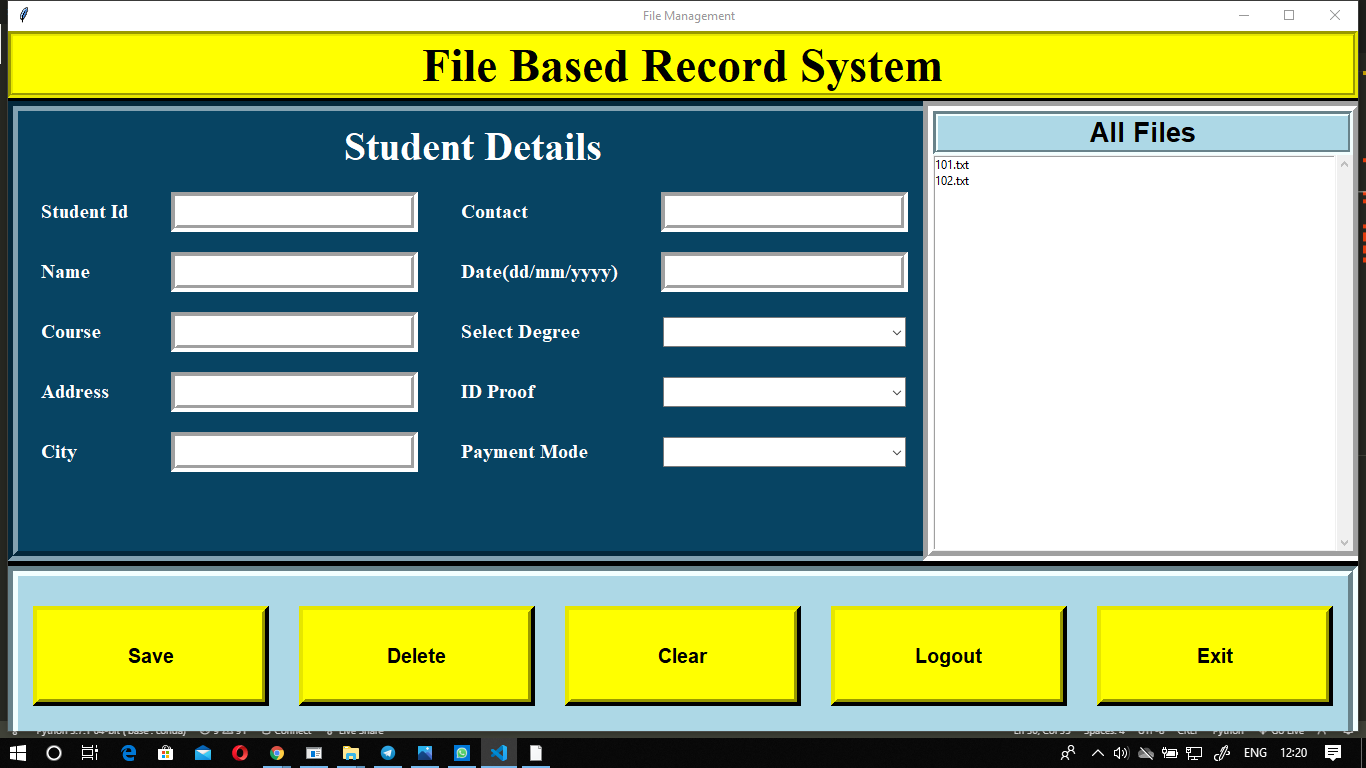 File Management
File Based Record System
Student Details
Student Id
Contact
Name
Date(dd/mm/yyyy)
Course
Select Degree
Address
ID Proof
City
Payment Mode
All Files
101.txt
102.txt
Save
Delete
Clear
Logout
Exit
ENG
12:20